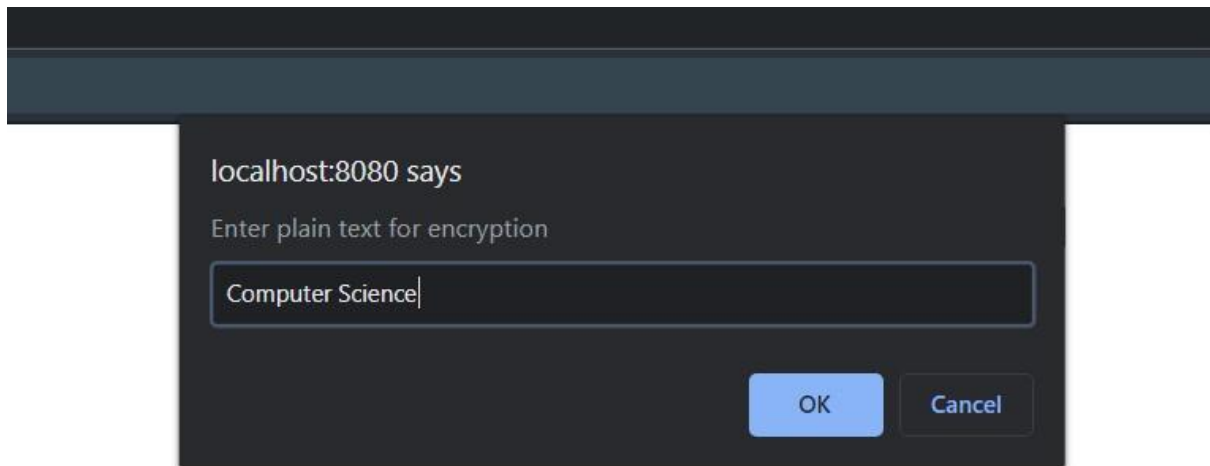 localhost:8080 says
Enter plain text for encryption
Computer Science
OK Cancel